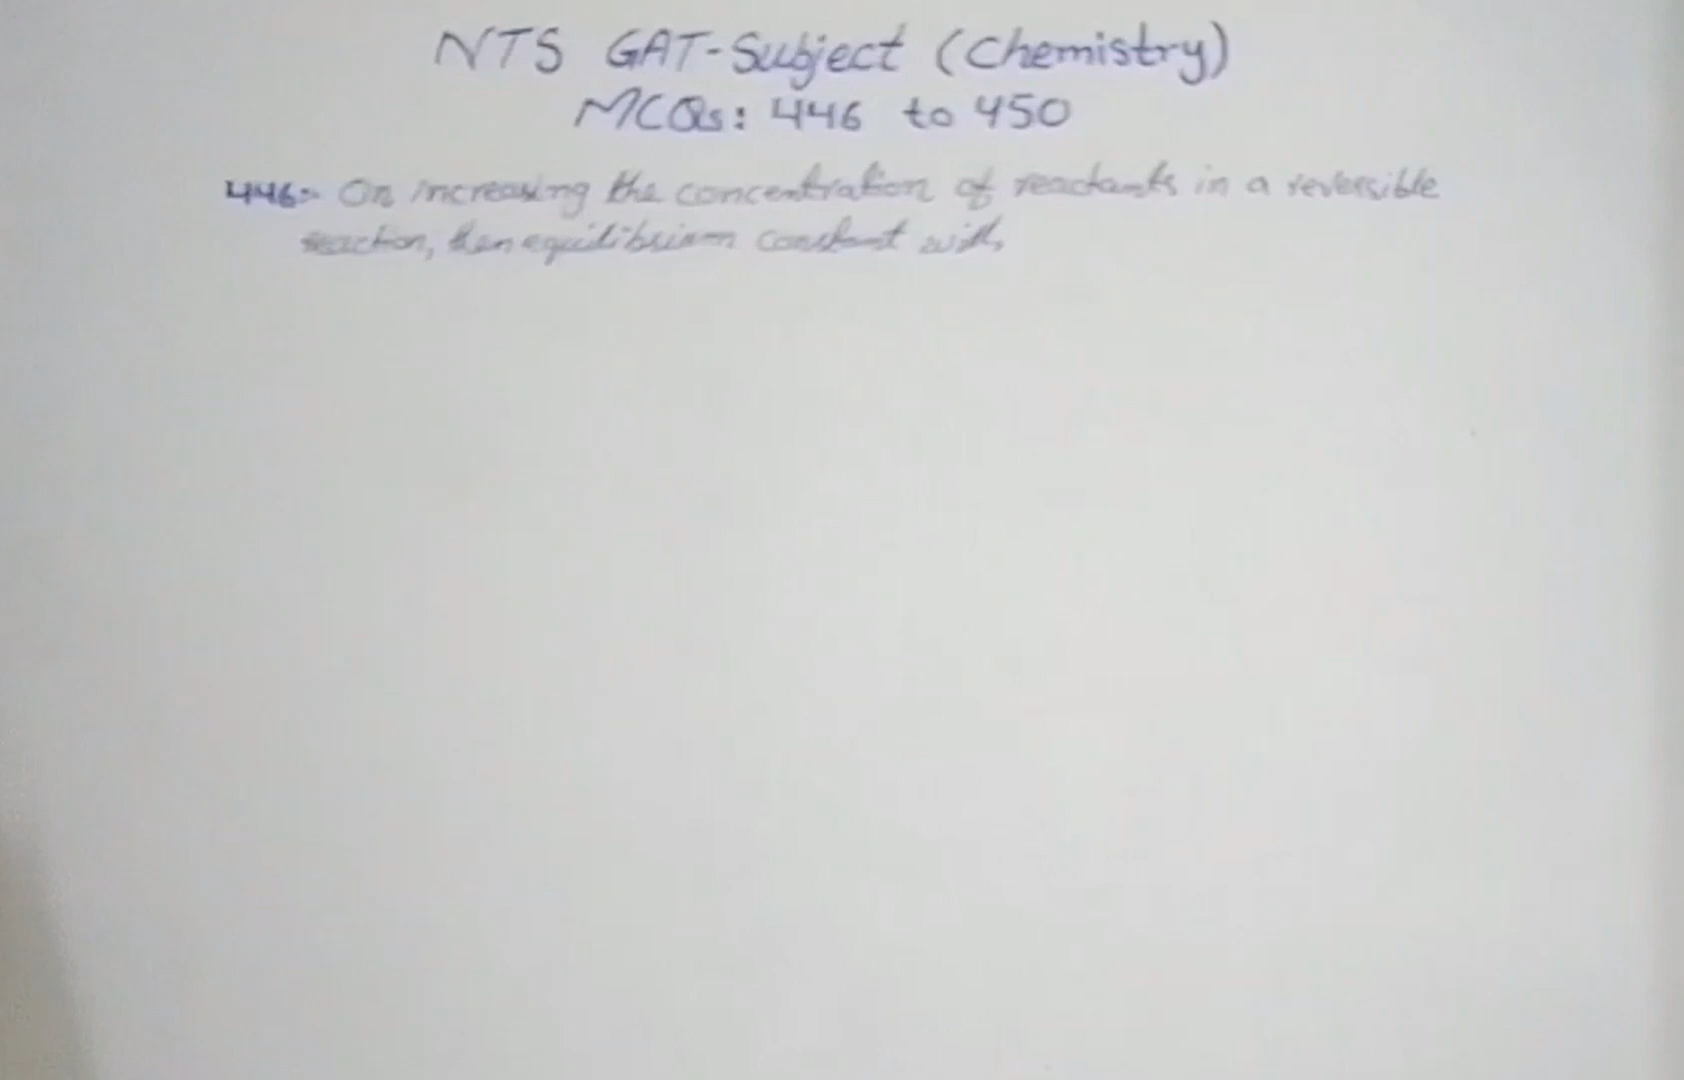 NTS GAT-Subject (Chemistry)
MCQs: 446 to 450
446:- On increasing the concentration of reactants in a reversible
reaction, then equilibrium constant will,